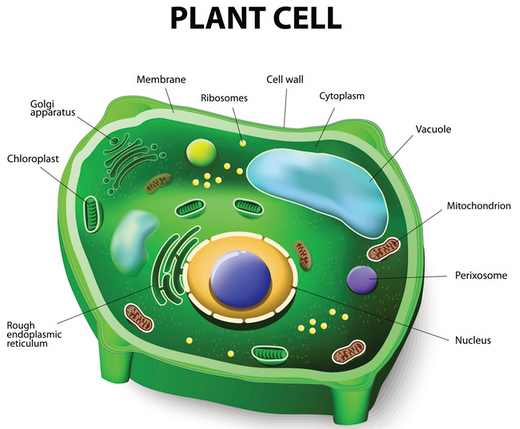 PLANT CELL
Membrane
Cell wall
Ribosomes
Cytoplasm
Golgi
apparatus
Vacuole
Chloroplast
Mitochondrion
Perixosome
Rough
endoplasmic
reticulum
Nucleus